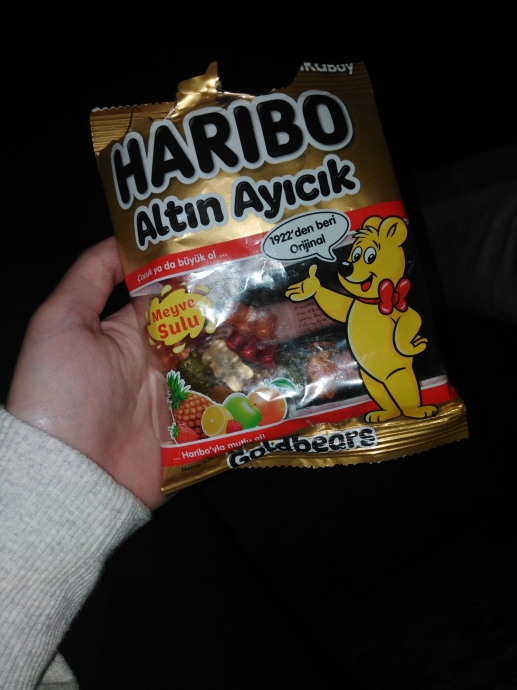 HARIBO
Altın Ayıcık
1922'den beri
Orijinal
Çocuk ya da büyük ol ...
Meyve
Sulu
... Haribo'yla mutlu ol!
Goldbears